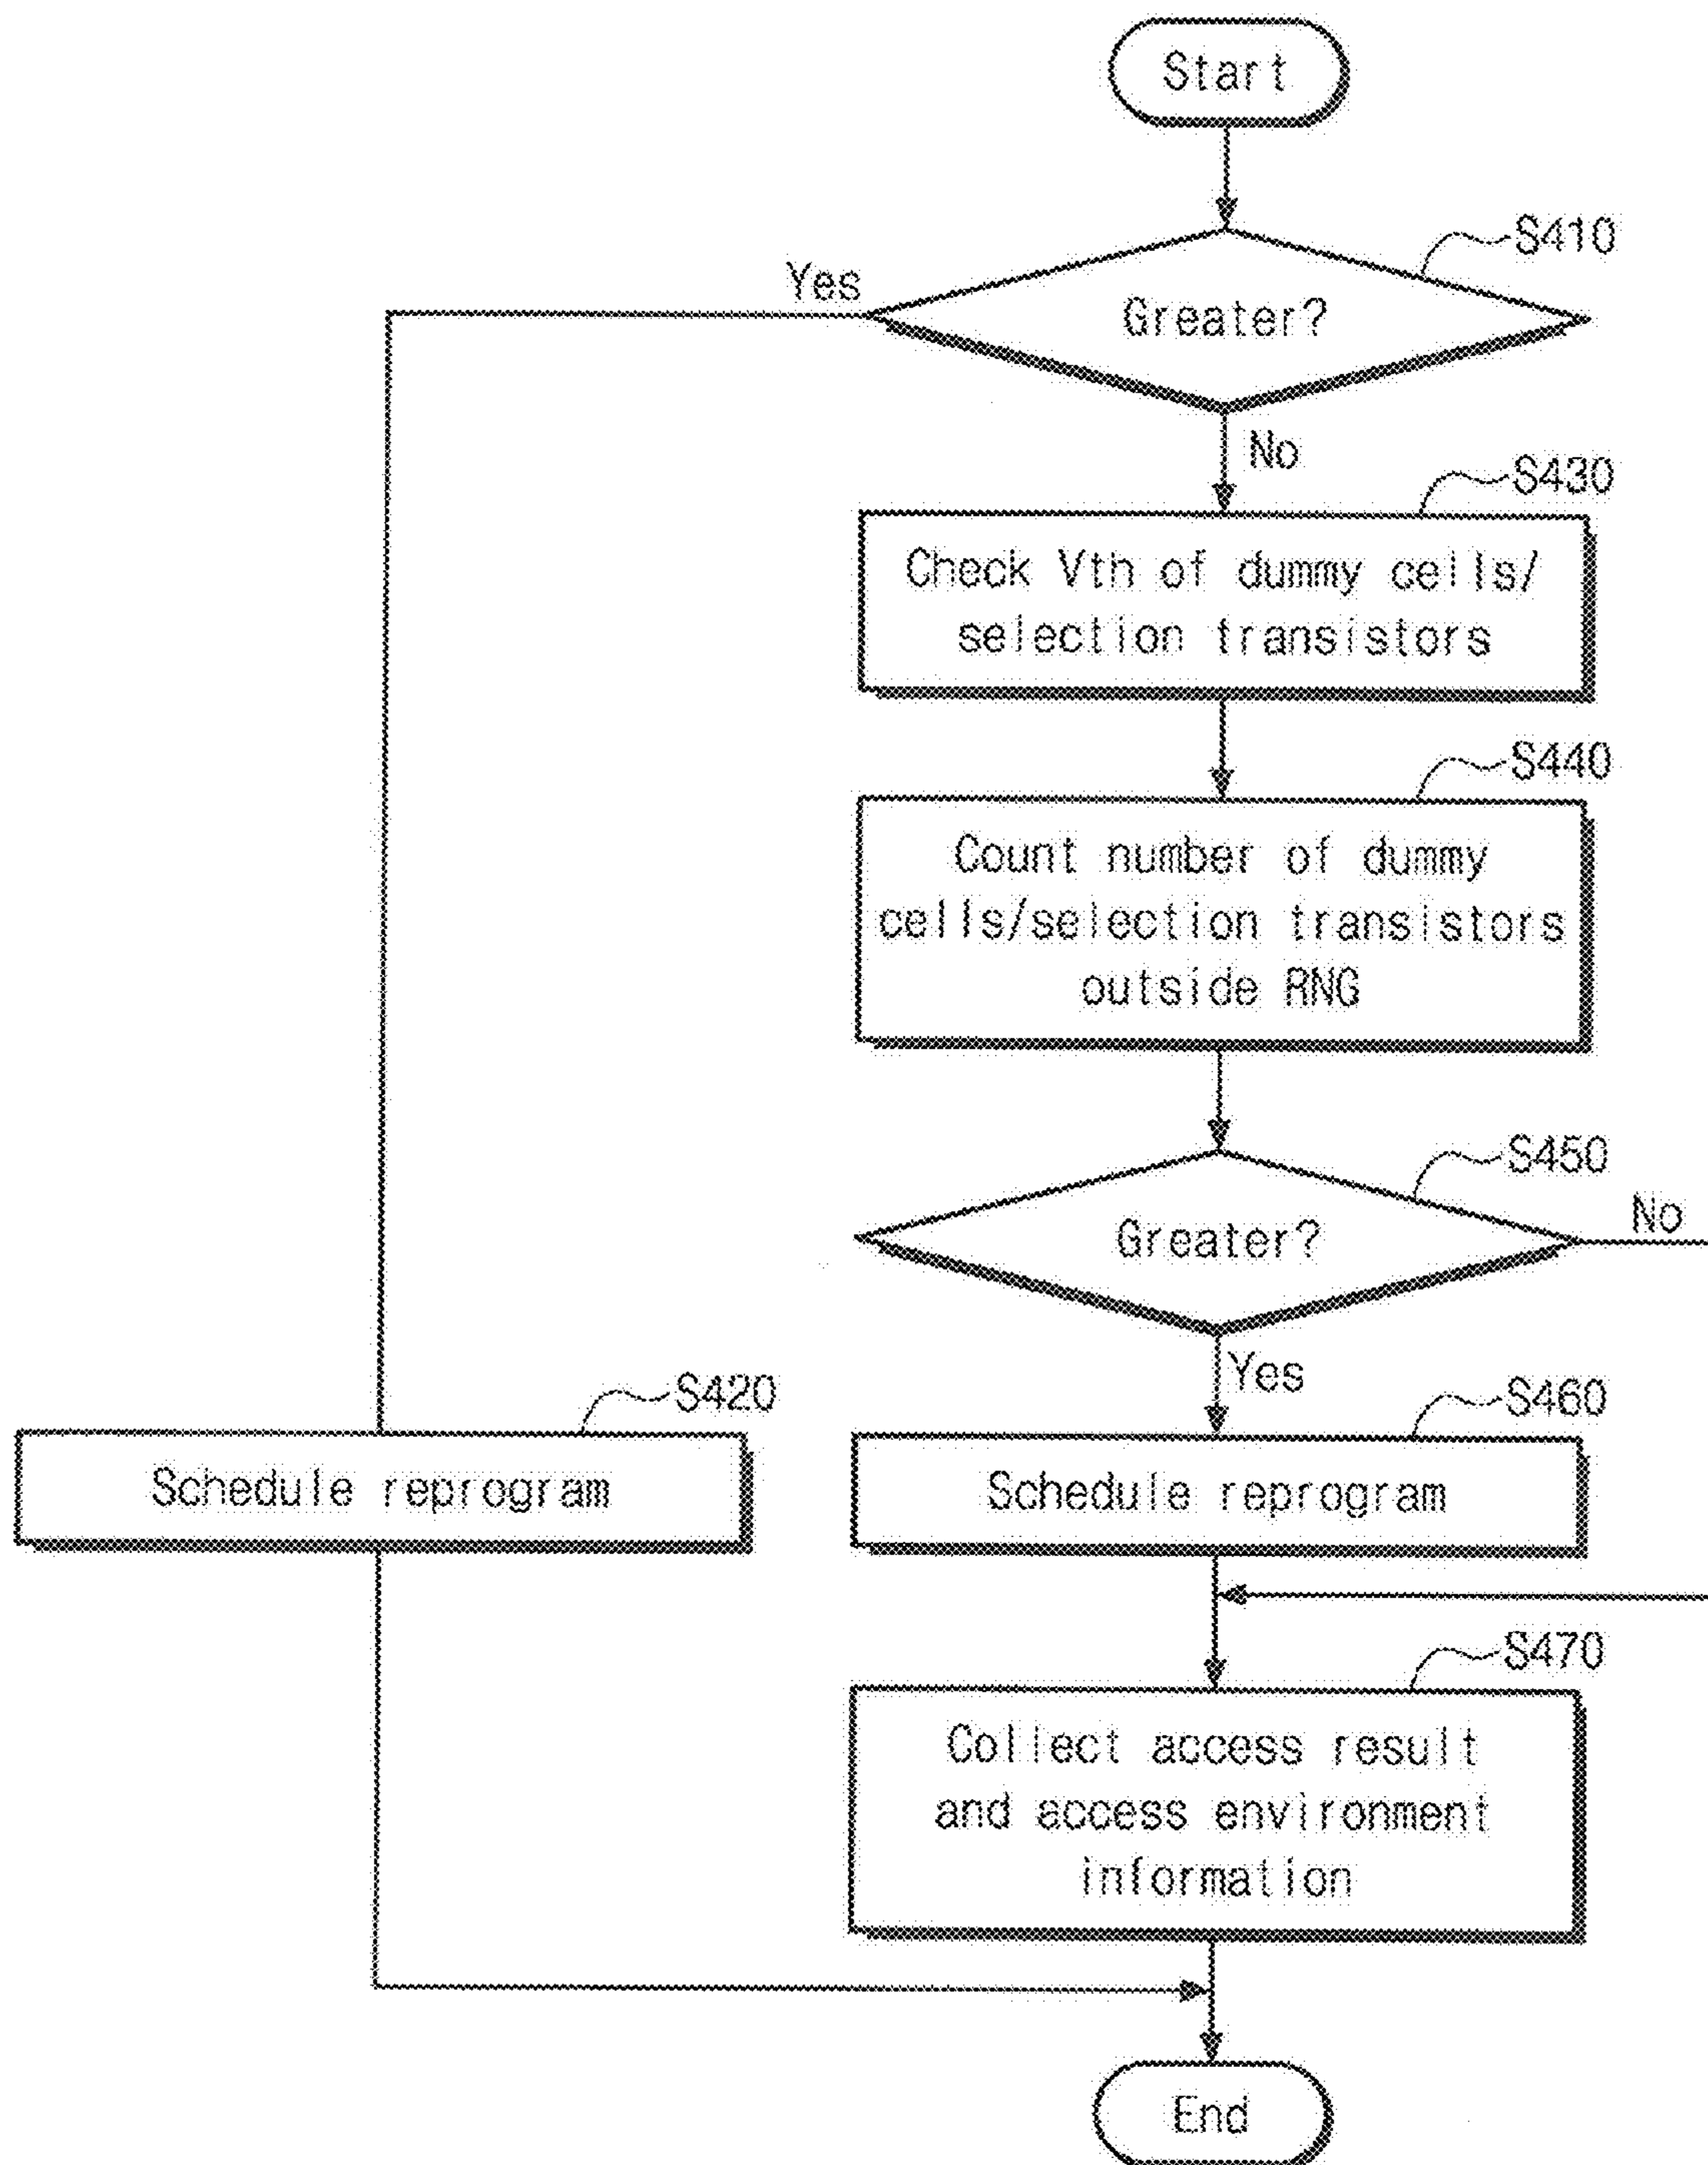 Start
S410
Yes
Greater?
No
S430
Check Vth of dummy cells/
selection transistors
S440
Count number of dummy
cells/selection transistors
outside RNG
S450
No
Greater?
Yes
S420
S460
Schedule reprogram
Schedule reprogram
S470
Collect access result
and access environment
information
End